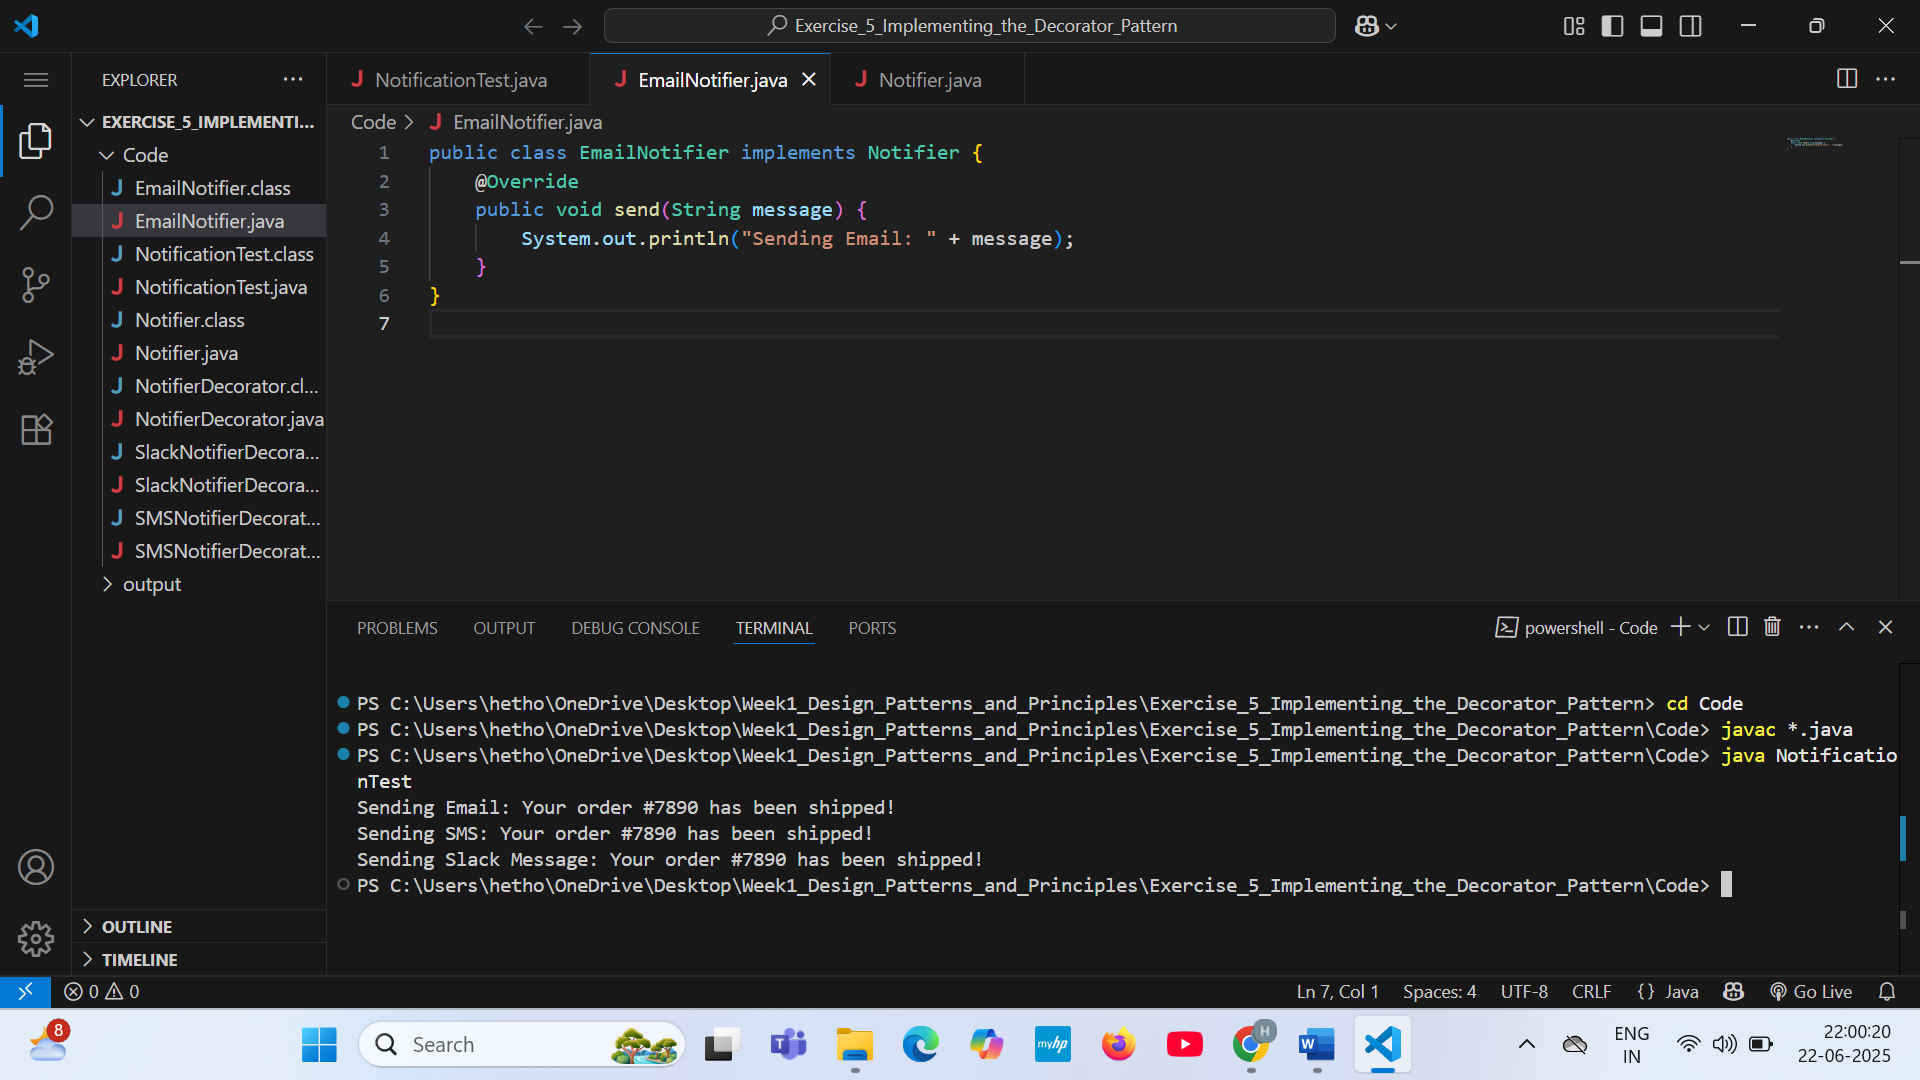 Exercise_5_Implementing_the_Decorator_Pattern
EXPLORER
NotificationTest.java
EmailNotifier.java
Notifier.java
EXERCISE_5_IMPLEMENTI...
Code
EmailNotifier.class
EmailNotifier.java
NotificationTest.class
NotificationTest.java
Notifier.class
Notifier.java
NotifierDecorator.cl...
NotifierDecorator.java
SlackNotifierDecora...
SlackNotifierDecora...
SMSNotifierDecorat...
SMSNotifierDecorat...
output
OUTLINE
TIMELINE
Code > EmailNotifier.java
1 public class EmailNotifier implements Notifier {
2 @Override
3 public void send(String message) {
4 System.out.println("Sending Email: " + message);
5 }
6 }
7
PROBLEMS OUTPUT DEBUG CONSOLE TERMINAL PORTS
powershell - Code
PS C:\Users\hetho\OneDrive\Desktop\Week1_Design_Patterns_and_Principles\Exercise_5_Implementing_the_Decorator_Pattern> cd Code
PS C:\Users\hetho\OneDrive\Desktop\Week1_Design_Patterns_and_Principles\Exercise_5_Implementing_the_Decorator_Pattern\Code> javac *.java
PS C:\Users\hetho\OneDrive\Desktop\Week1_Design_Patterns_and_Principles\Exercise_5_Implementing_the_Decorator_Pattern\Code> java Notificatio
nTest
Sending Email: Your order #7890 has been shipped!
Sending SMS: Your order #7890 has been shipped!
Sending Slack Message: Your order #7890 has been shipped!
PS C:\Users\hetho\OneDrive\Desktop\Week1_Design_Patterns_and_Principles\Exercise_5_Implementing_the_Decorator_Pattern\Code>
0 0
Ln 7, Col 1 Spaces: 4 UTF-8 CRLF {} Java Go Live
8
Search
myhp
H
ENG
IN
22:00:20
22-06-2025